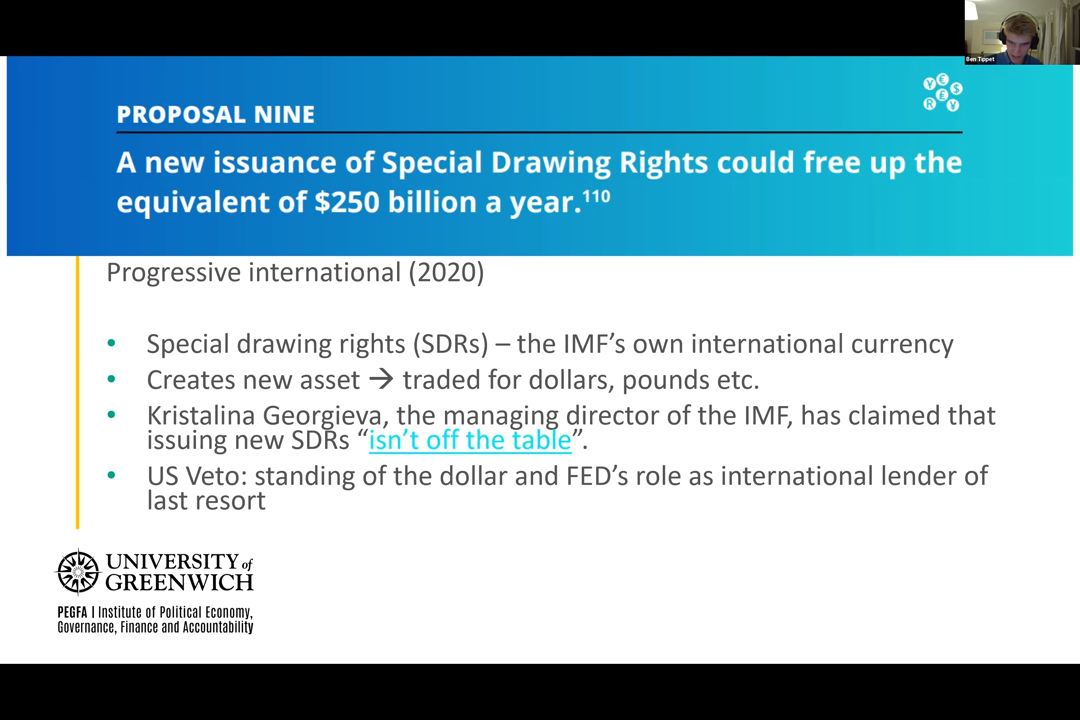 Ben Tippet
PROPOSAL NINE
A new issuance of Special Drawing Rights could free up the
equivalent of $250 billion a year.110
Progressive international (2020)
• Special drawing rights (SDRs) – the IMF’s own international currency
• Creates new asset → traded for dollars, pounds etc.
• Kristalina Georgieva, the managing director of the IMF, has claimed that
issuing new SDRs “isn’t off the table”.
• US Veto: standing of the dollar and FED’s role as international lender of
last resort
UNIVERSITY of
GREENWICH
PEGFA | Institute of Political Economy,
Governance, Finance and Accountability